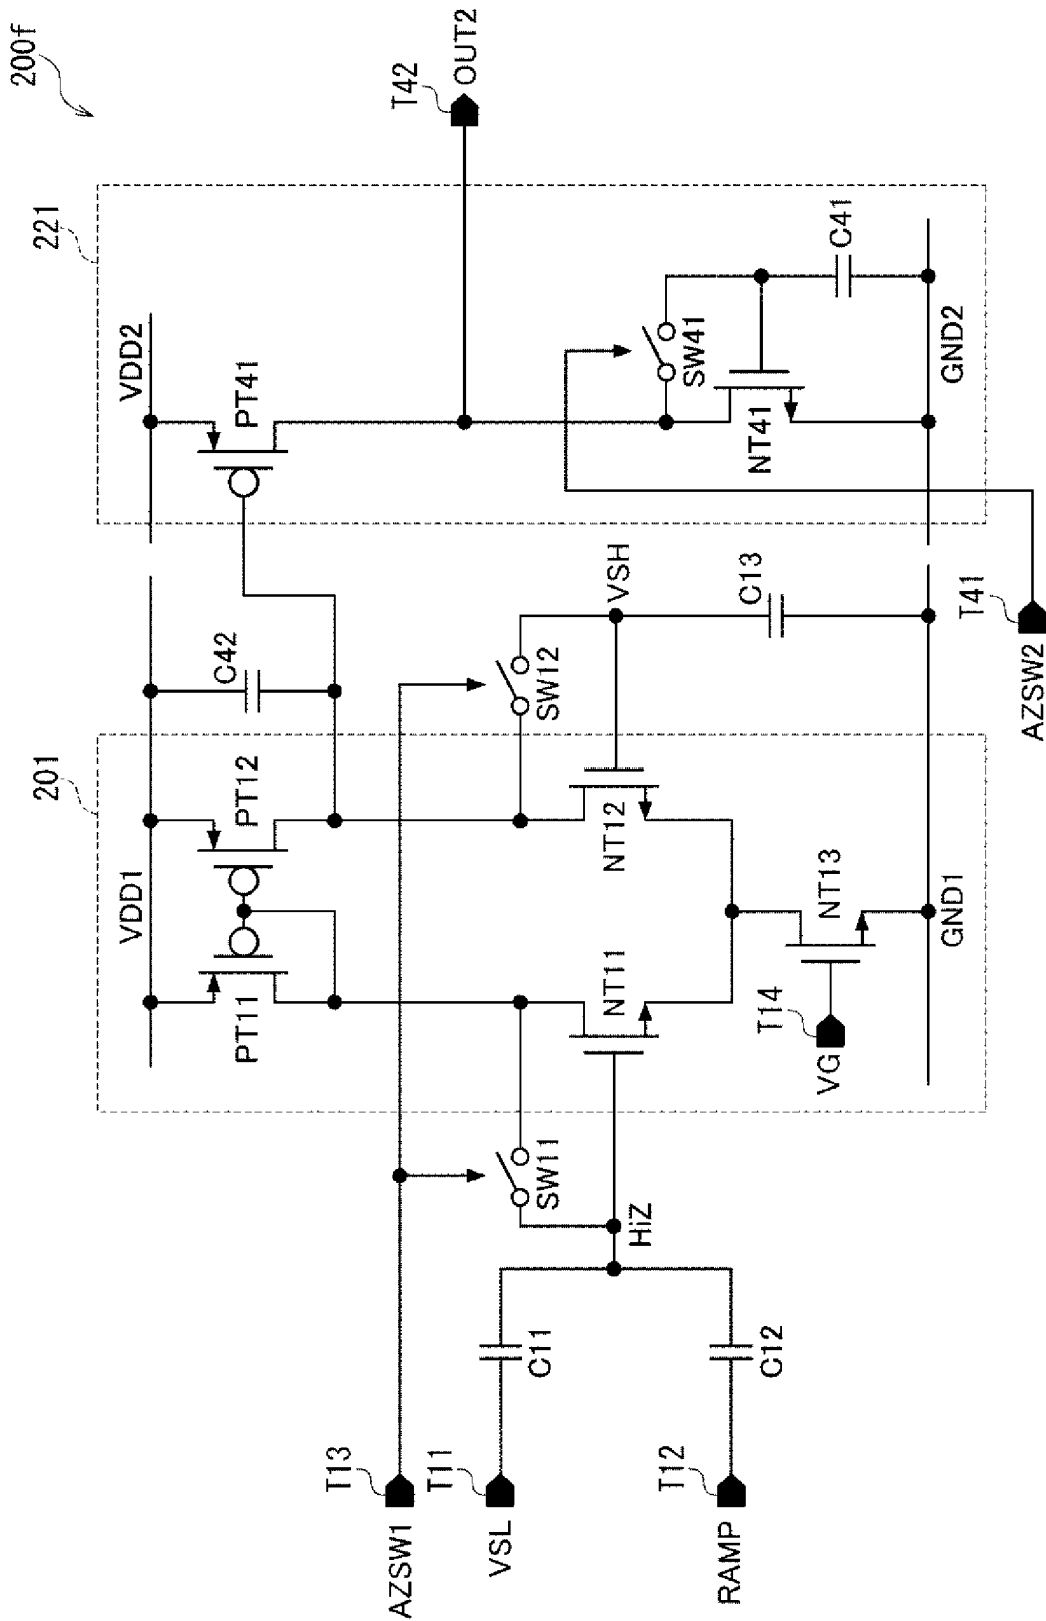 200f
221
T42
OUT2
VDD2
PT41
SW41
C41
NT41
GND2
T41
AZSW2
C42
VSH
SW12
C13
201
VDD1
PT12
PT11
NT12
NT11
NT13
GND1
T14
VG
SW11
HiZ
C11
C12
T13
AZSW1
T11
VSL
T12
RAMP